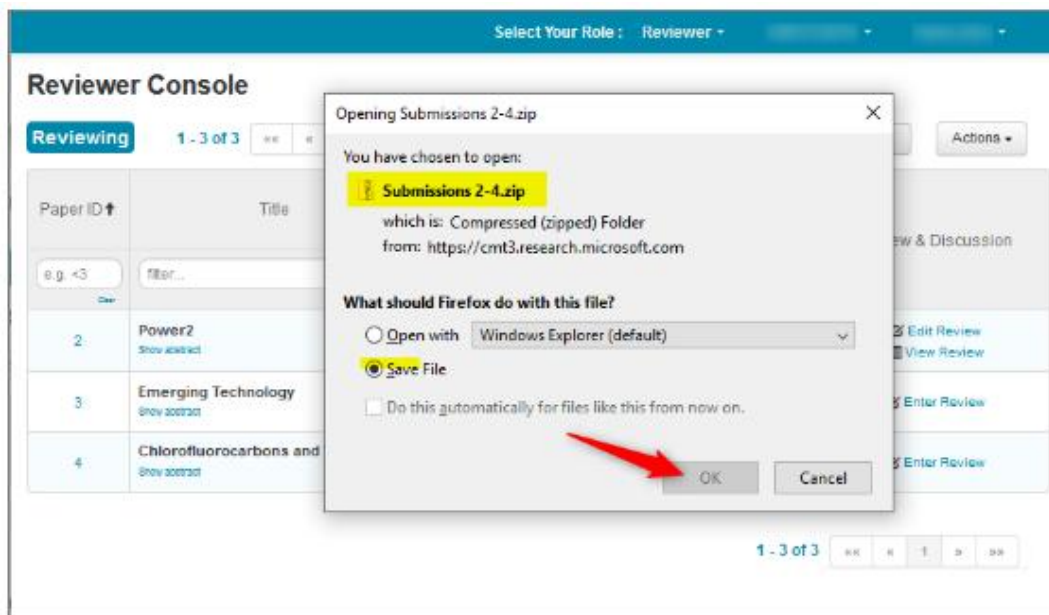 Select Your Role : Reviewer
Reviewer Console
Reviewing 1 - 3 of 3 «« « Actions
Opening Submissions 2-4.zip
You have chosen to open:
Submissions 2-4.zip
which is: Compressed (zipped) Folder
from: https://cmt3.research.microsoft.com
What should Firefox do with this file?
Open with Windows Explorer (default)
Save File
Do this automatically for files like this from now on.
OK Cancel
Paper ID Title ew & Discussion
e.g. <3 filter...
Clear
2 Power2 Edit Review
Show abstract View Review
3 Emerging Technology Enter Review
Show abstract
4 Chlorofluorocarbons and Enter Review
Show abstract
1 - 3 of 3 «« « 1 » »»